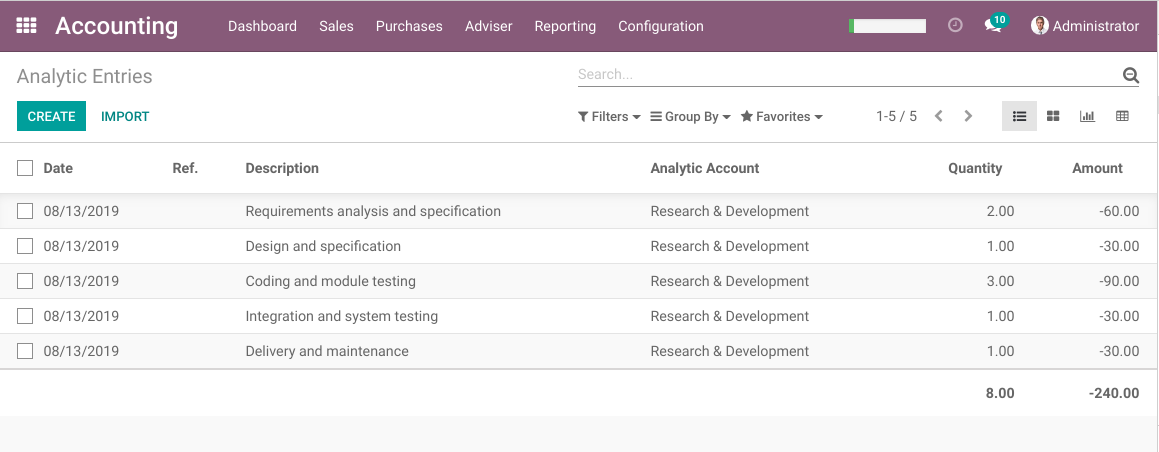 Accounting Dashboard Sales Purchases Adviser Reporting Configuration 10 Administrator
Analytic Entries Search...
CREATE IMPORT Filters Group By Favorites 1-5 / 5
Date Ref. Description Analytic Account Quantity Amount
08/13/2019 Requirements analysis and specification Research & Development 2.00 -60.00
08/13/2019 Design and specification Research & Development 1.00 -30.00
08/13/2019 Coding and module testing Research & Development 3.00 -90.00
08/13/2019 Integration and system testing Research & Development 1.00 -30.00
08/13/2019 Delivery and maintenance Research & Development 1.00 -30.00
8.00 -240.00